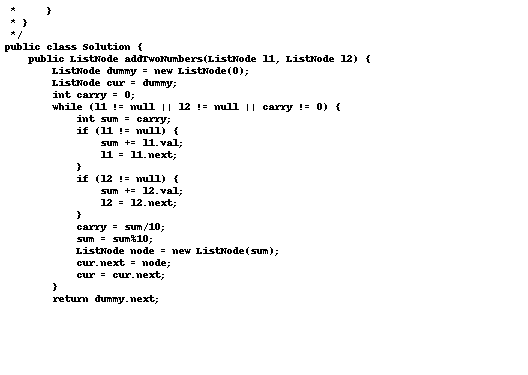 *     }
 * }
 */
public class Solution {
    public ListNode addTwoNumbers(ListNode l1, ListNode l2) {
        ListNode dummy = new ListNode(0);
        ListNode cur = dummy;
        int carry = 0;
        while (l1 != null || l2 != null || carry != 0) {
            int sum = carry;
            if (l1 != null) {
                sum += l1.val;
                l1 = l1.next;
            }
            if (l2 != null) {
                sum += l2.val;
                l2 = l2.next;
            }
            carry = sum/10;
            sum = sum%10;
            ListNode node = new ListNode(sum);
            cur.next = node;
            cur = cur.next;
        }
        return dummy.next;